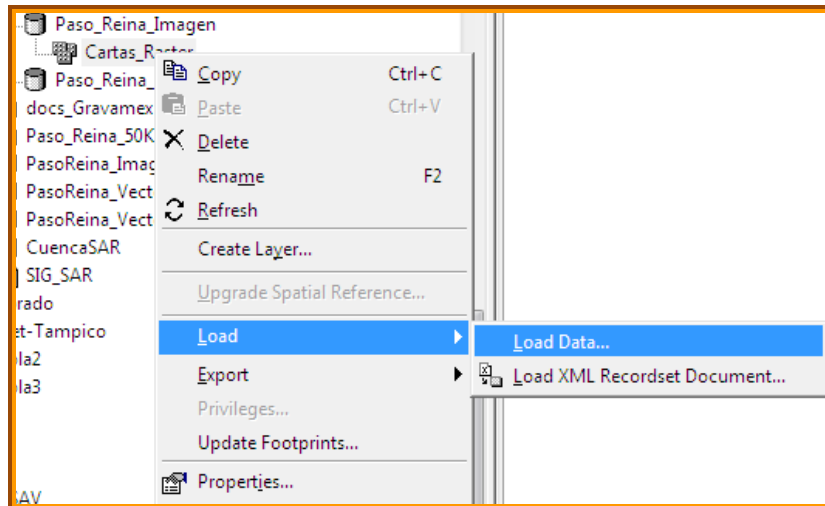 Paso_Reina_Imagen
Cartas_Raster
Paso_Reina_
docs_Gravamex
Paso_Reina_50K
PasoReina_Imag
PasoReina_Vect
PasoReina_Vect
CuencaSAR
SIG_SAR
rado
et-Tampico
la2
la3
SAV
Copy Ctrl+C
Paste Ctrl+V
Delete
Rename F2
Refresh
Create Layer...
Upgrade Spatial Reference...
Load
Export
Privileges...
Update Footprints...
Properties...
Load Data...
Load XML Recordset Document...